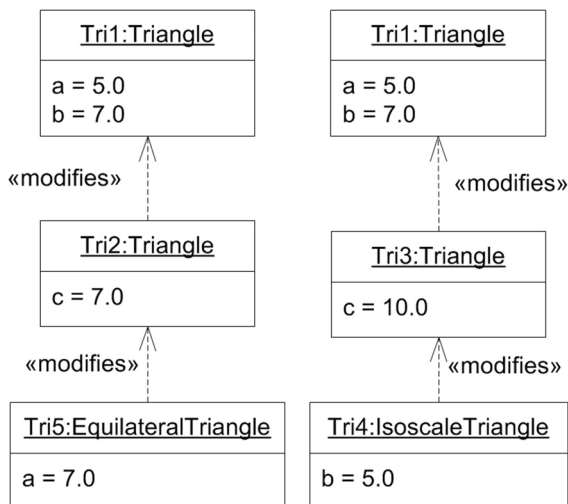 Tri1:Triangle
a = 5.0
b = 7.0
«modifies»
Tri2:Triangle
c = 7.0
«modifies»
Tri5:EquilateralTriangle
a = 7.0
Tri1:Triangle
a = 5.0
b = 7.0
«modifies»
Tri3:Triangle
c = 10.0
«modifies»
Tri4:IsoscaleTriangle
b = 5.0